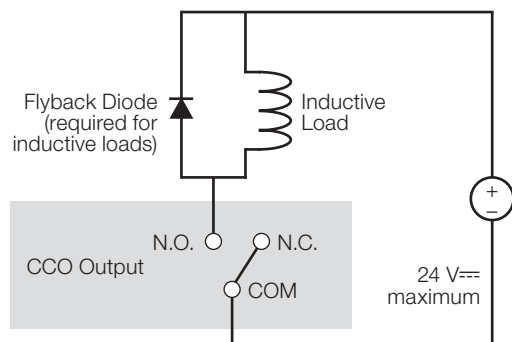 Flyback Diode
(required for
inductive loads)
Inductive
Load
+
–
N.O.
N.C.
CCO Output
COM
24 V⎓
maximum